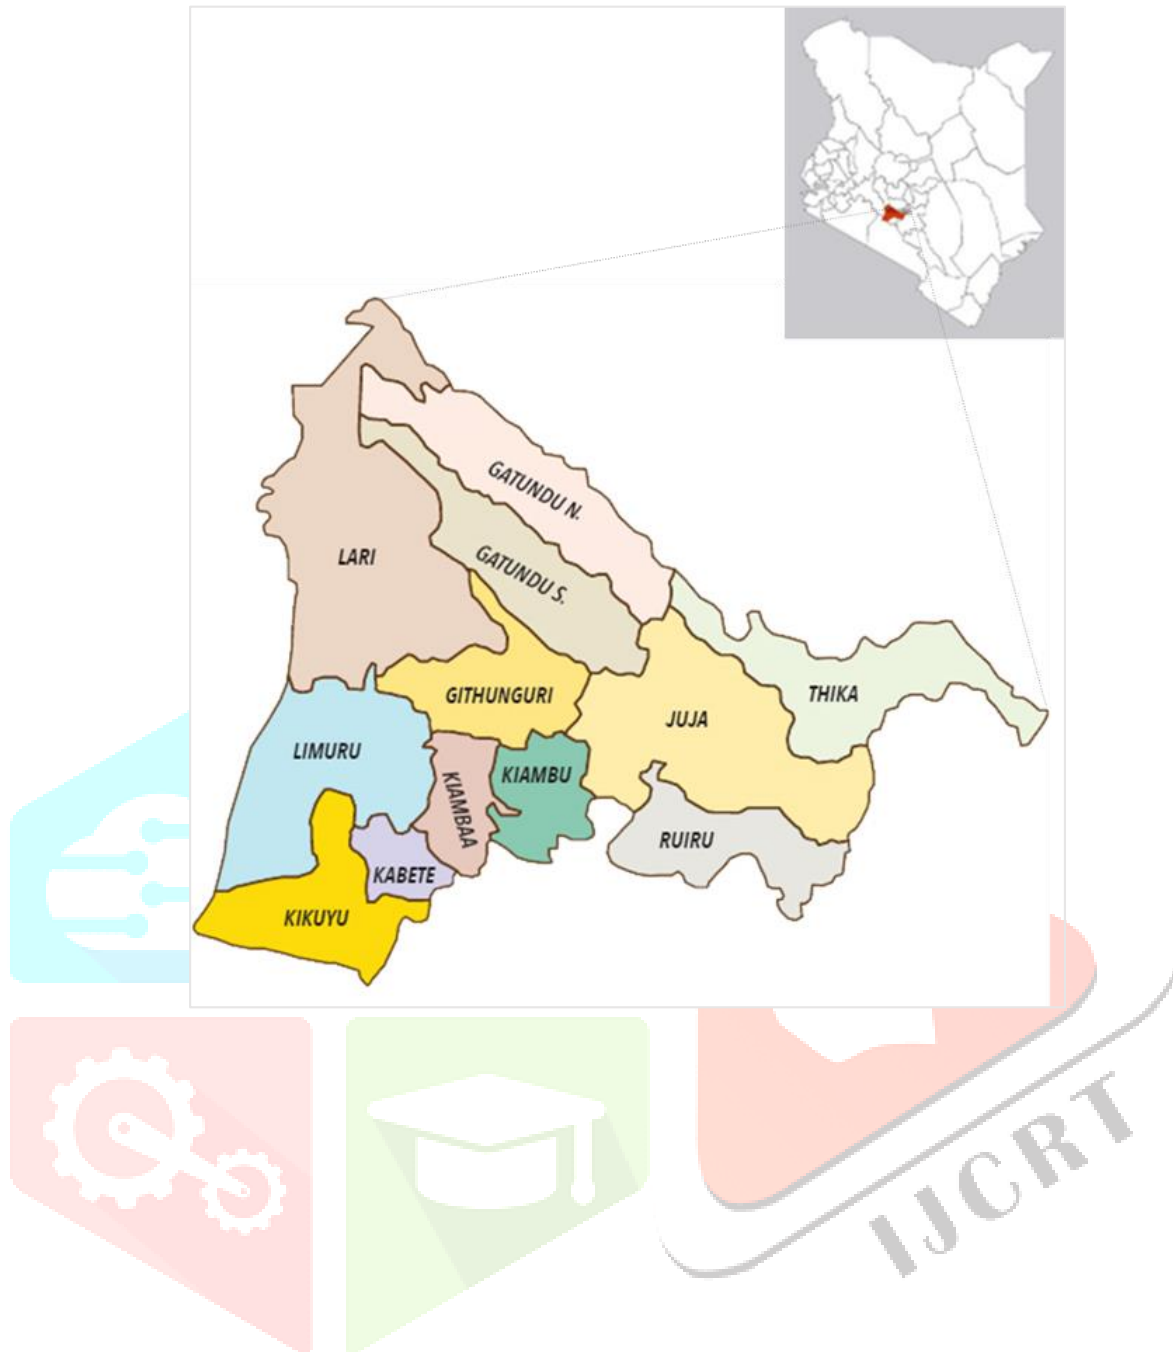 GATUNDU N.
LARI
GATUNDU S.
GITHUNGURI
THIKA
JUJA
LIMURU
KIAMBU
KIAMBAA
RUIRU
KABETE
KIKUYU
IJCRT